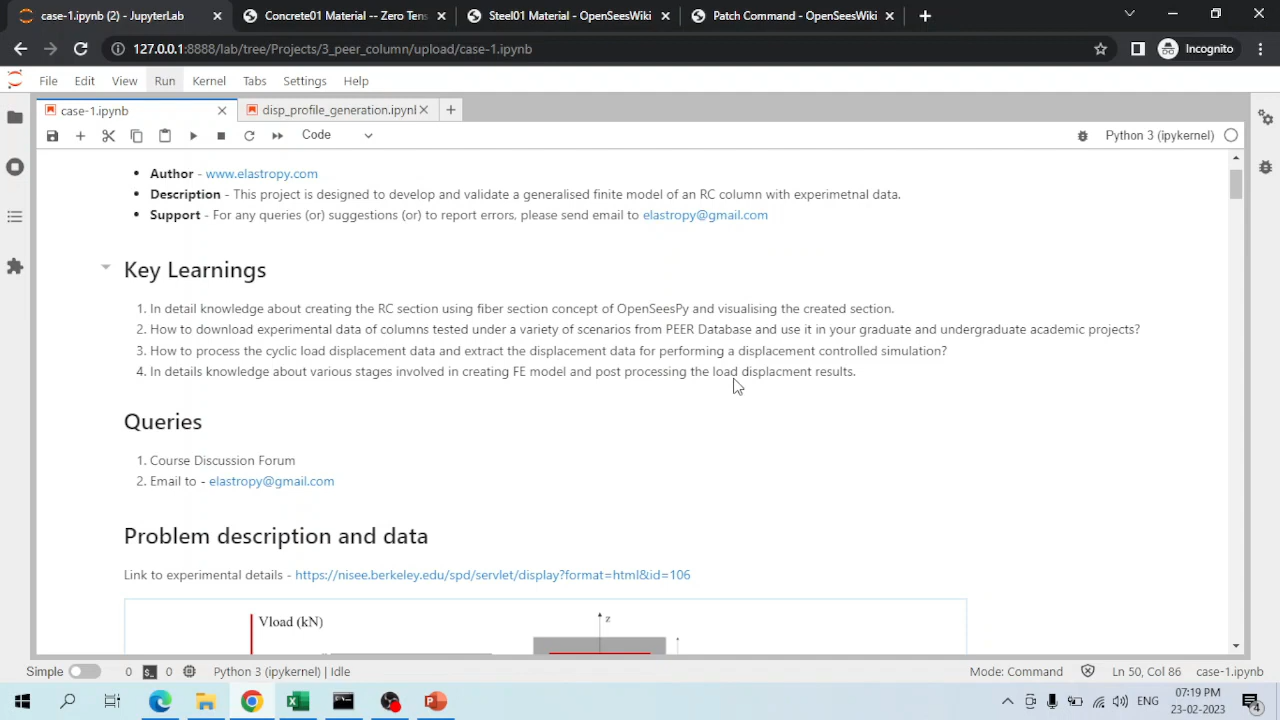 case-1.ipynb (2) - JupyterLab
Concrete01 Material -- Zero Tens
Steel01 Material - OpenSeesWiki
Path Command - OpenSeesWiki
127.0.0.1:8888/lab/tree/Projects/3_peer_column/upload/case-1.ipynb
Incognito
File Edit View Run Kernel Tabs Settings Help
case-1.ipynb
disp_profile_generation.ipynl
Code
Python 3 (ipykernel)
• Author - www.elastropy.com
• Description - This project is designed to develop and validate a generalised finite model of an RC column with experimetnal data.
• Support - For any queries (or) suggestions (or) to report errors, please send email to elastropy@gmail.com
Key Learnings
1. In detail knowledge about creating the RC section using fiber section concept of OpenSeesPy and visualising the created section.
2. How to download experimental data of columns tested under a variety of scenarios from PEER Database and use it in your graduate and undergraduate academic projects?
3. How to process the cyclic load displacement data and extract the displacement data for performing a displacement controlled simulation?
4. In details knowledge about various stages involved in creating FE model and post processing the load displacment results.
Queries
1. Course Discussion Forum
2. Email to - elastropy@gmail.com
Problem description and data
Link to experimental details - https://nisee.berkeley.edu/spd/servlet/display?format=html&id=106
Vload (kN)
z
Simple 0 0 Python 3 (ipykernel) | Idle
Mode: Command Ln 50, Col 86 case-1.ipynb
ENG
07:19 PM
23-02-2023
4